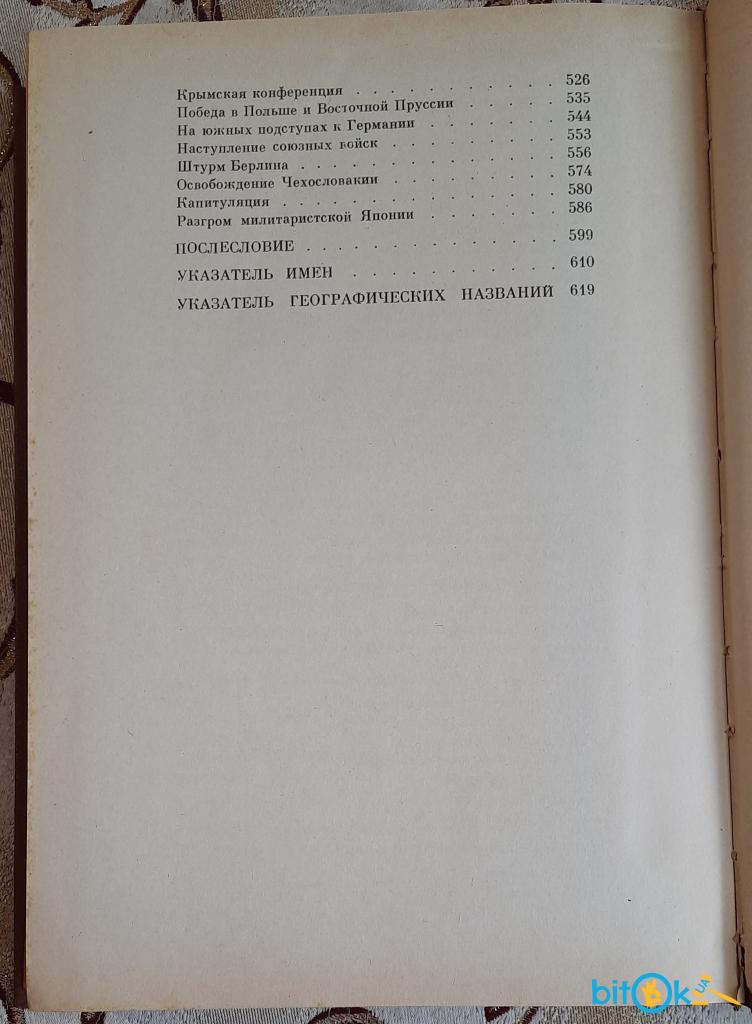 Крымская конференция . . . . . . . . . . . 526
Победа в Польше и Восточной Пруссии . . . . . 535
На южных подступах к Германии . . . . . . . 544
Наступление союзных войск . . . . . . . . . 553
Штурм Берлина . . . . . . . . . . . . . . 556
Освобождение Чехословакии . . . . . . . . . 574
Капитуляция . . . . . . . . . . . . . . . 580
Разгром милитаристской Японии . . . . . . . 586
ПОСЛЕСЛОВИЕ . . . . . . . . . . . . . . 599
УКАЗАТЕЛЬ ИМЕН . . . . . . . . . . . 610
УКАЗАТЕЛЬ ГЕОГРАФИЧЕСКИХ НАЗВАНИЙ 619
bitOk.UA